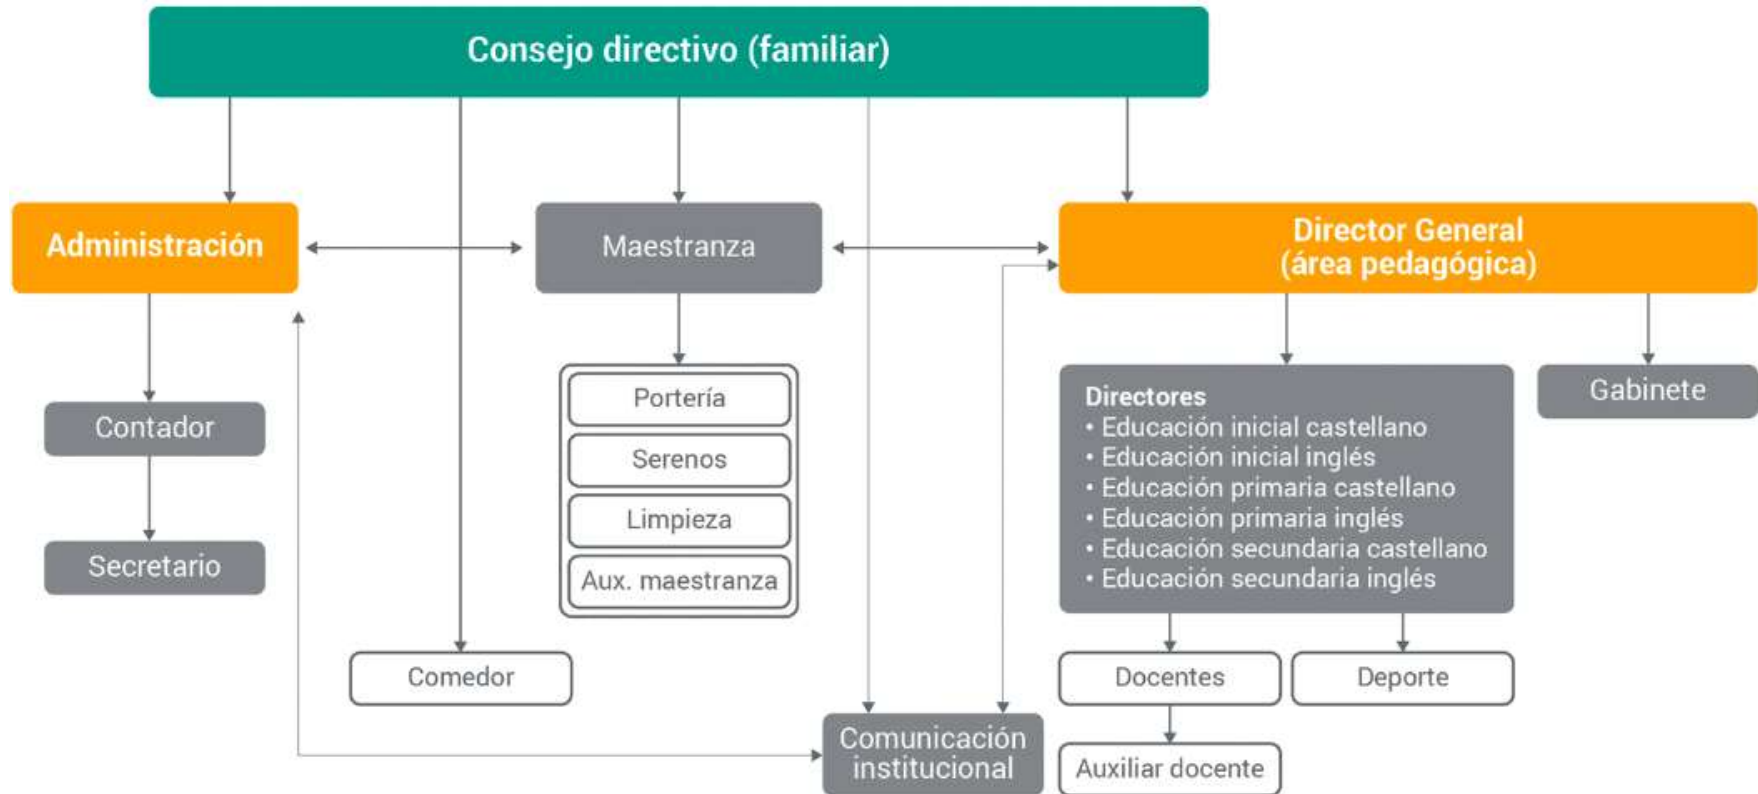 Consejo directivo (familiar)
Administración
Maestranza
Director General
(área pedagógica)
Contador
Secretario
Comedor
Portería
Serenos
Limpieza
Aux. maestranza
Comunicación
institucional
Directores
• Educación inicial castellano
• Educación inicial inglés
• Educación primaria castellano
• Educación primaria inglés
• Educación secundaria castellano
• Educación secundaria inglés
Gabinete
Docentes
Deporte
Auxiliar docente